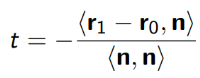 t = − ⟨r₁ − r₀, n⟩ / ⟨n, n⟩